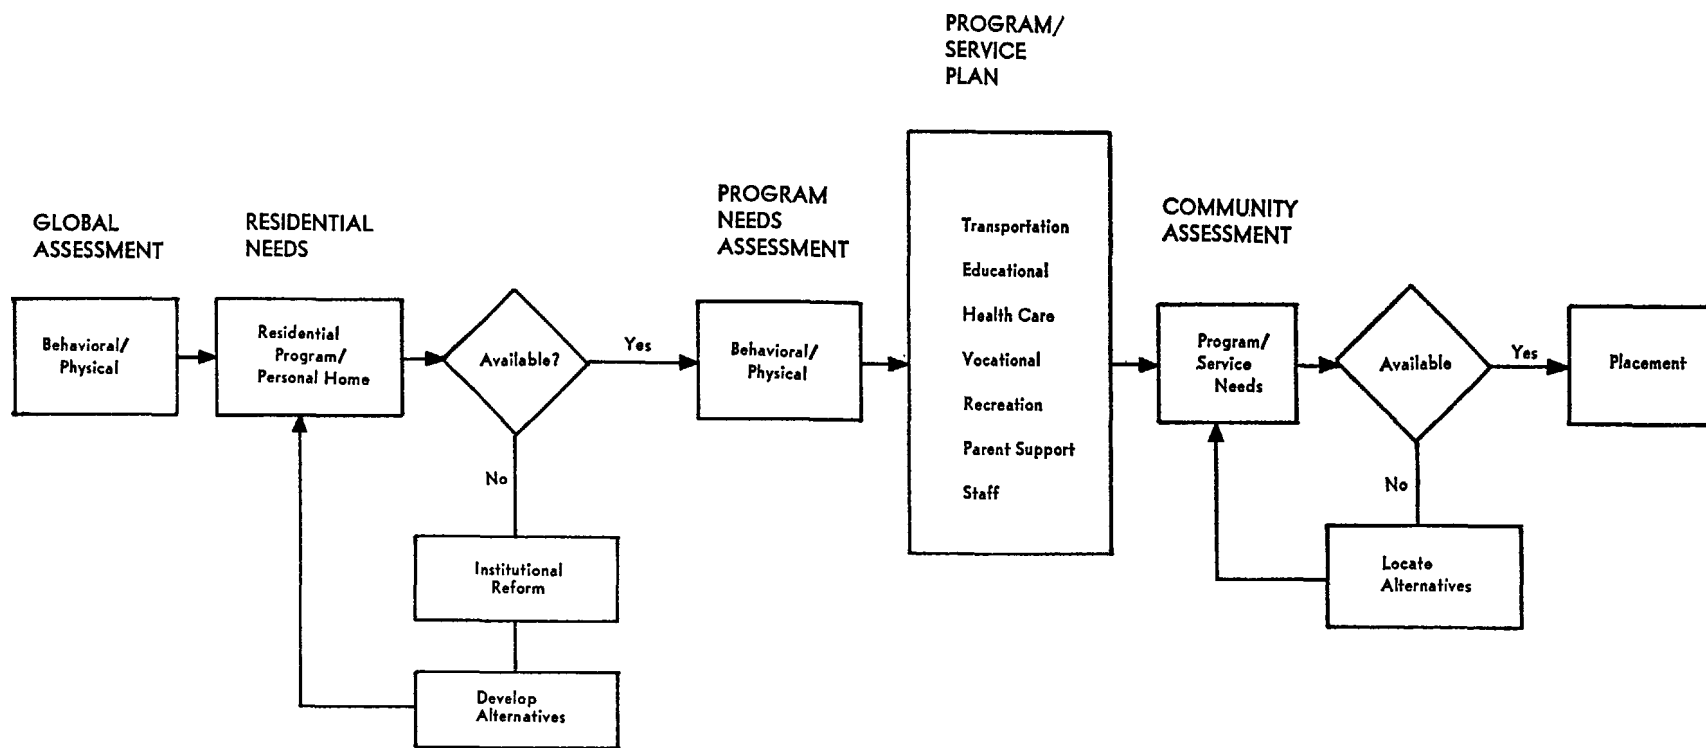 GLOBAL
ASSESSMENT
Behavioral/
Physical
RESIDENTIAL
NEEDS
Residential
Program/
Personal Home
Available?
Yes
No
Institutional
Reform
Develop
Alternatives
PROGRAM
NEEDS
ASSESSMENT
Behavioral/
Physical
PROGRAM/
SERVICE
PLAN
Transportation
Educational
Health Care
Vocational
Recreation
Parent Support
Staff
COMMUNITY
ASSESSMENT
Program/
Service
Needs
Available
Yes
No
Locate
Alternatives
Placement